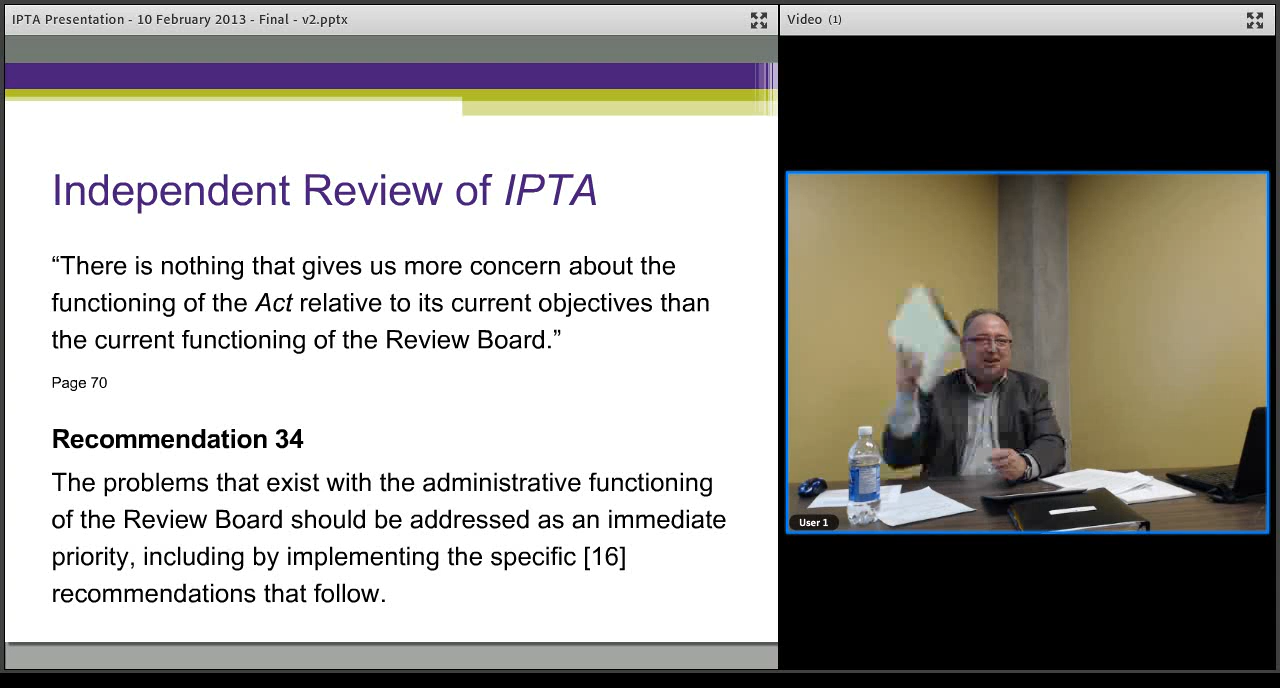 IPTA Presentation - 10 February 2013 - Final - v2.pptx
Video (1)
Independent Review of IPTA
“There is nothing that gives us more concern about the
functioning of the Act relative to its current objectives than
the current functioning of the Review Board.”
Page 70
Recommendation 34
The problems that exist with the administrative functioning
of the Review Board should be addressed as an immediate
priority, including by implementing the specific [16]
recommendations that follow.
User 1